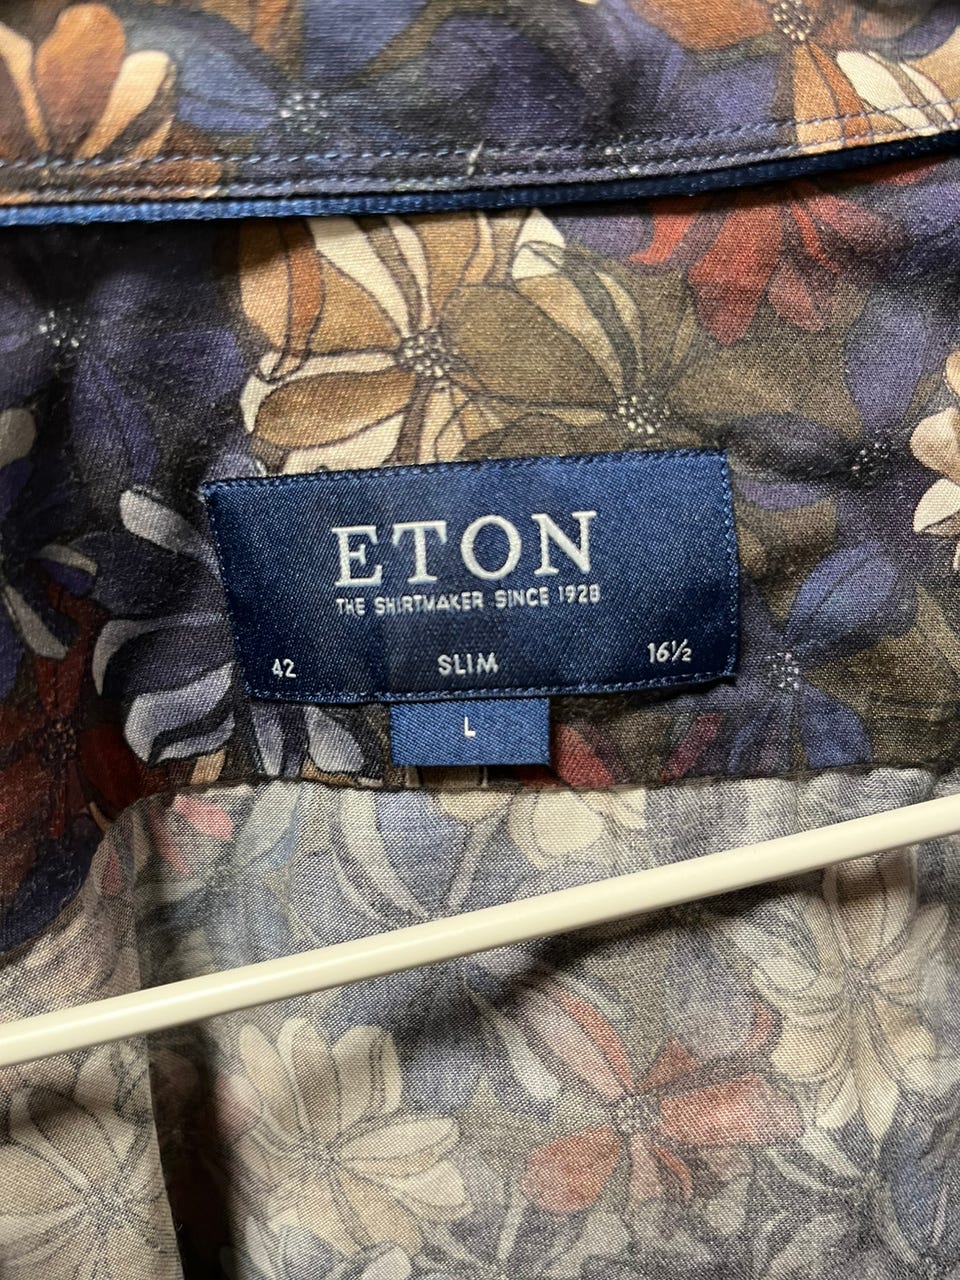 ETON
THE SHIRTMAKER SINCE 1928
42 SLIM 16½
L